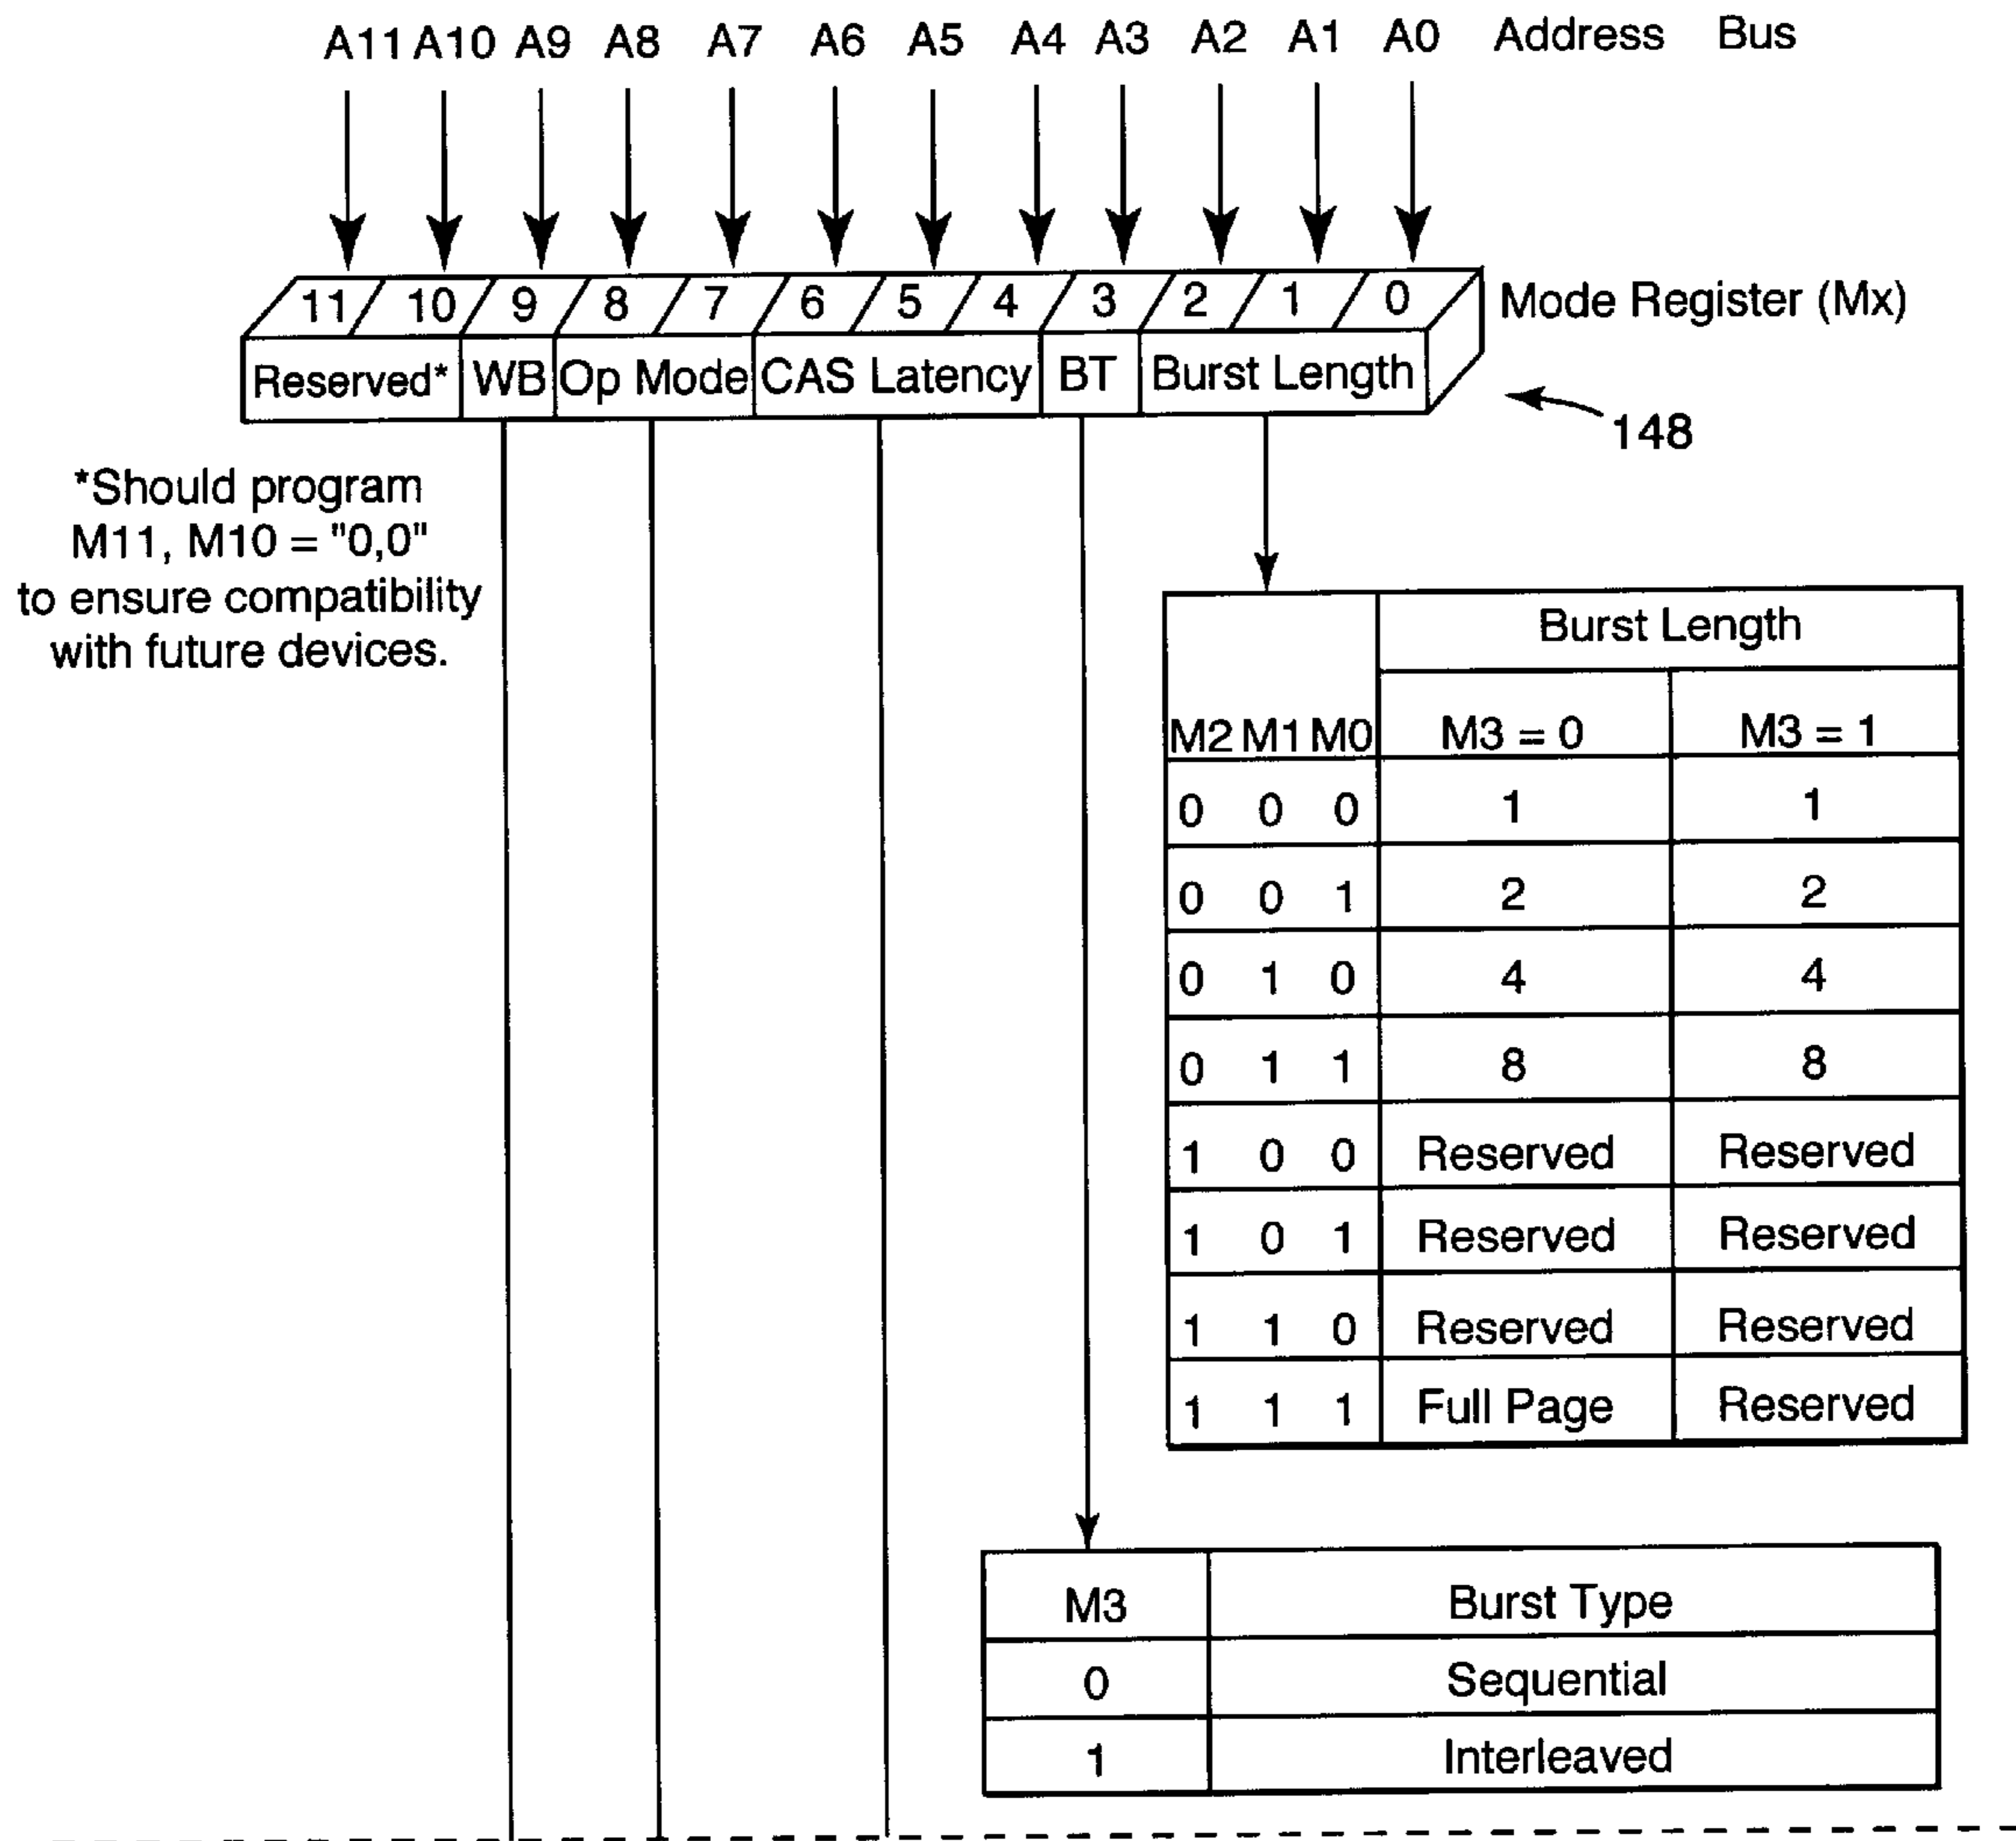 A11 A10 A9 A8 A7 A6 A5 A4 A3 A2 A1 A0 Address Bus
11 10 9 8 7 6 5 4 3 2 1 0 Mode Register (Mx)
Reserved* WB Op Mode CAS Latency BT Burst Length
148
*Should program
M11, M10 = "0,0"
to ensure compatibility
with future devices.
Burst Length
M2 M1 M0 M3 = 0 M3 = 1
0 0 0 1 1
0 0 1 2 2
0 1 0 4 4
0 1 1 8 8
1 0 0 Reserved Reserved
1 0 1 Reserved Reserved
1 1 0 Reserved Reserved
1 1 1 Full Page Reserved
M3 Burst Type
0 Sequential
1 Interleaved